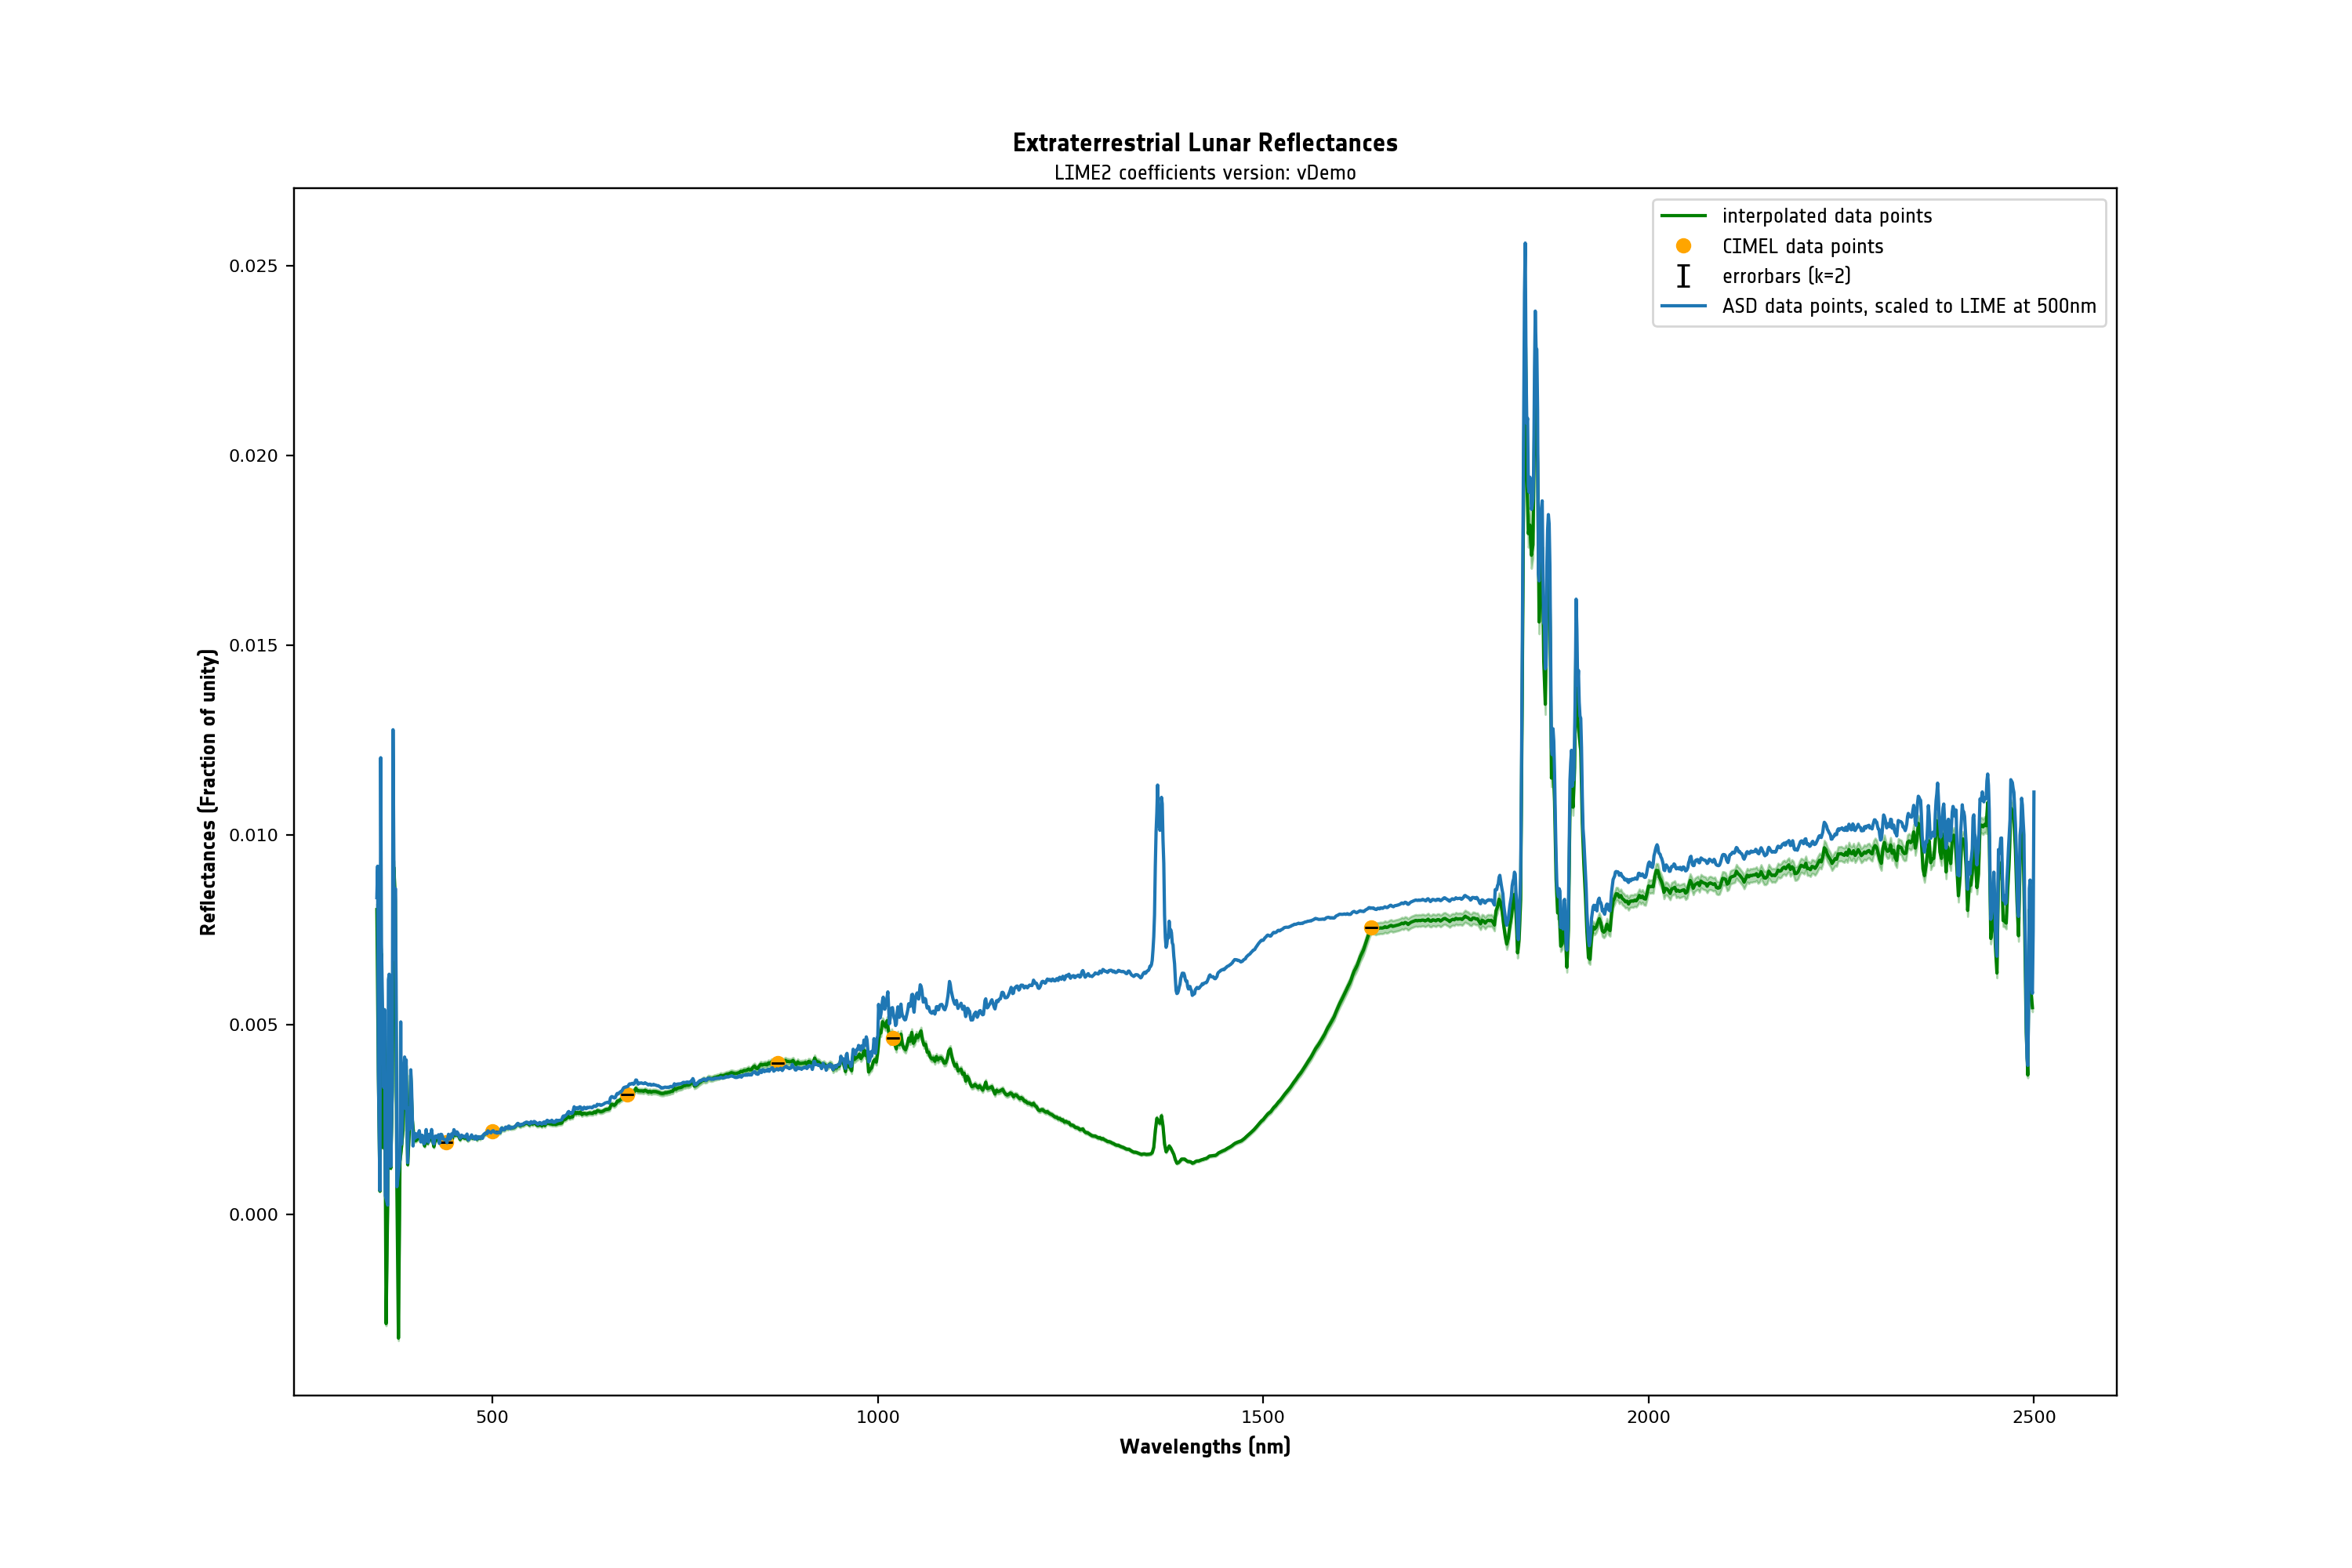 Extraterrestrial Lunar Reflectances
LIME2 coefficients version: vDemo
interpolated data points
CIMEL data points
errorbars (k=2)
ASD data points, scaled to LIME at 500nm
Reflectances (Fraction of unity)
0.025
0.020
0.015
0.010
0.005
0.000
500 1000 1500 2000 2500
Wavelengths (nm)